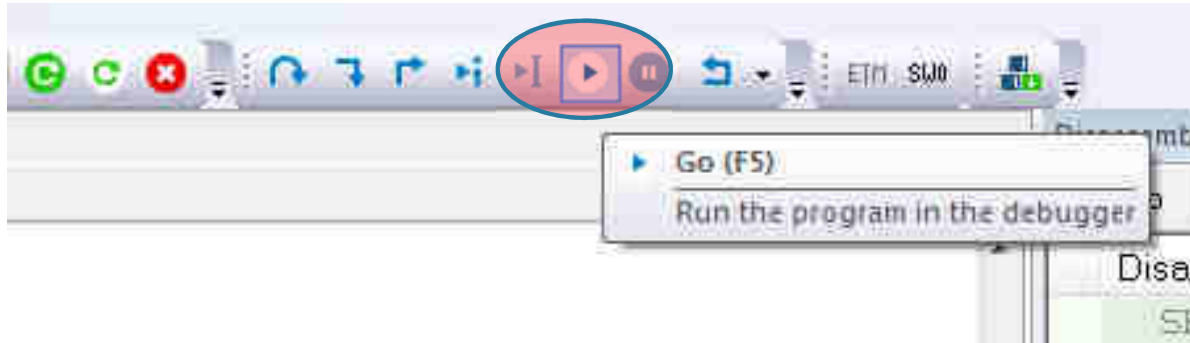 ETM SWO
Go (F5)
Run the program in the debugger
Disa